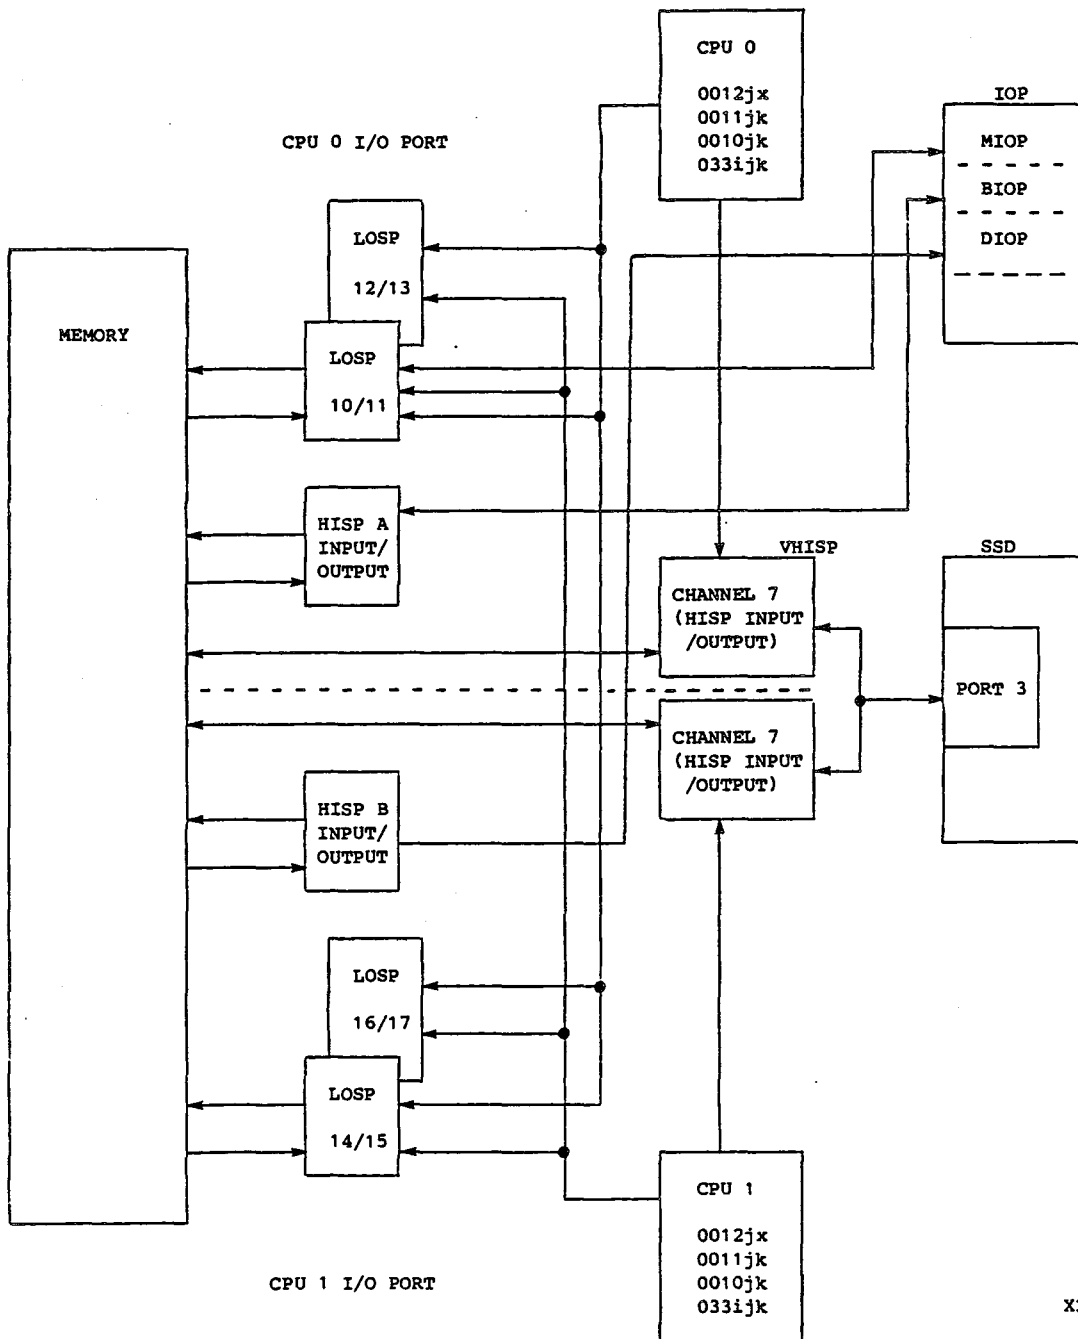 CPU 0
0012jx
0011jk
0010jk
033ijk
IOP
MIOP
BIOP
DIOP
CPU 0 I/O PORT
LOSP
12/13
MEMORY
LOSP
10/11
HISP A
INPUT/
OUTPUT
VHISP
SSD
CHANNEL 7
(HISP INPUT
/OUTPUT)
PORT 3
CHANNEL 7
(HISP INPUT
/OUTPUT)
HISP B
INPUT/
OUTPUT
LOSP
16/17
LOSP
14/15
CPU 1
0012jx
0011jk
0010jk
033ijk
CPU 1 I/O PORT